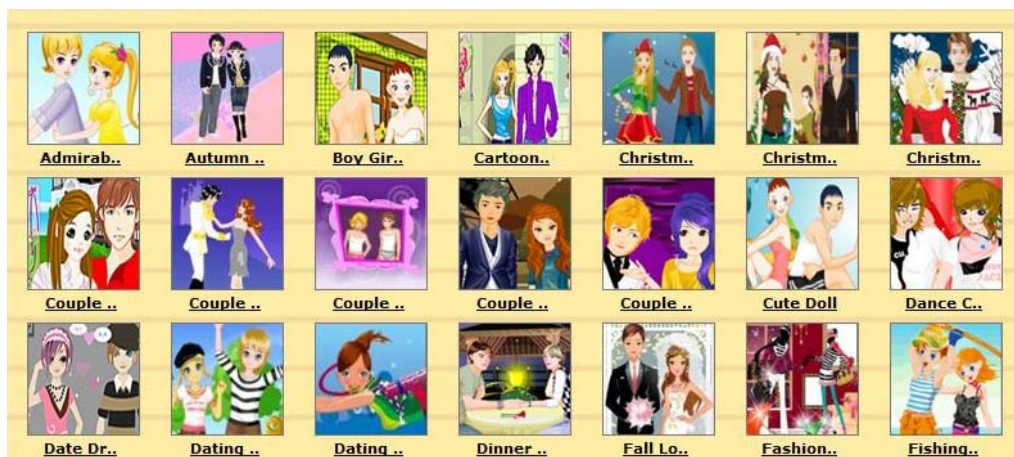 Admirab..
Autumn ..
Boy Gir..
Cartoon..
Christm..
Christm..
Christm..
Couple ..
Couple ..
Couple ..
Couple ..
Couple ..
Cute Doll
Dance C..
Date Dr..
Dating ..
Dating ..
Dinner ..
Fall Lo..
Fashion..
Fishing..